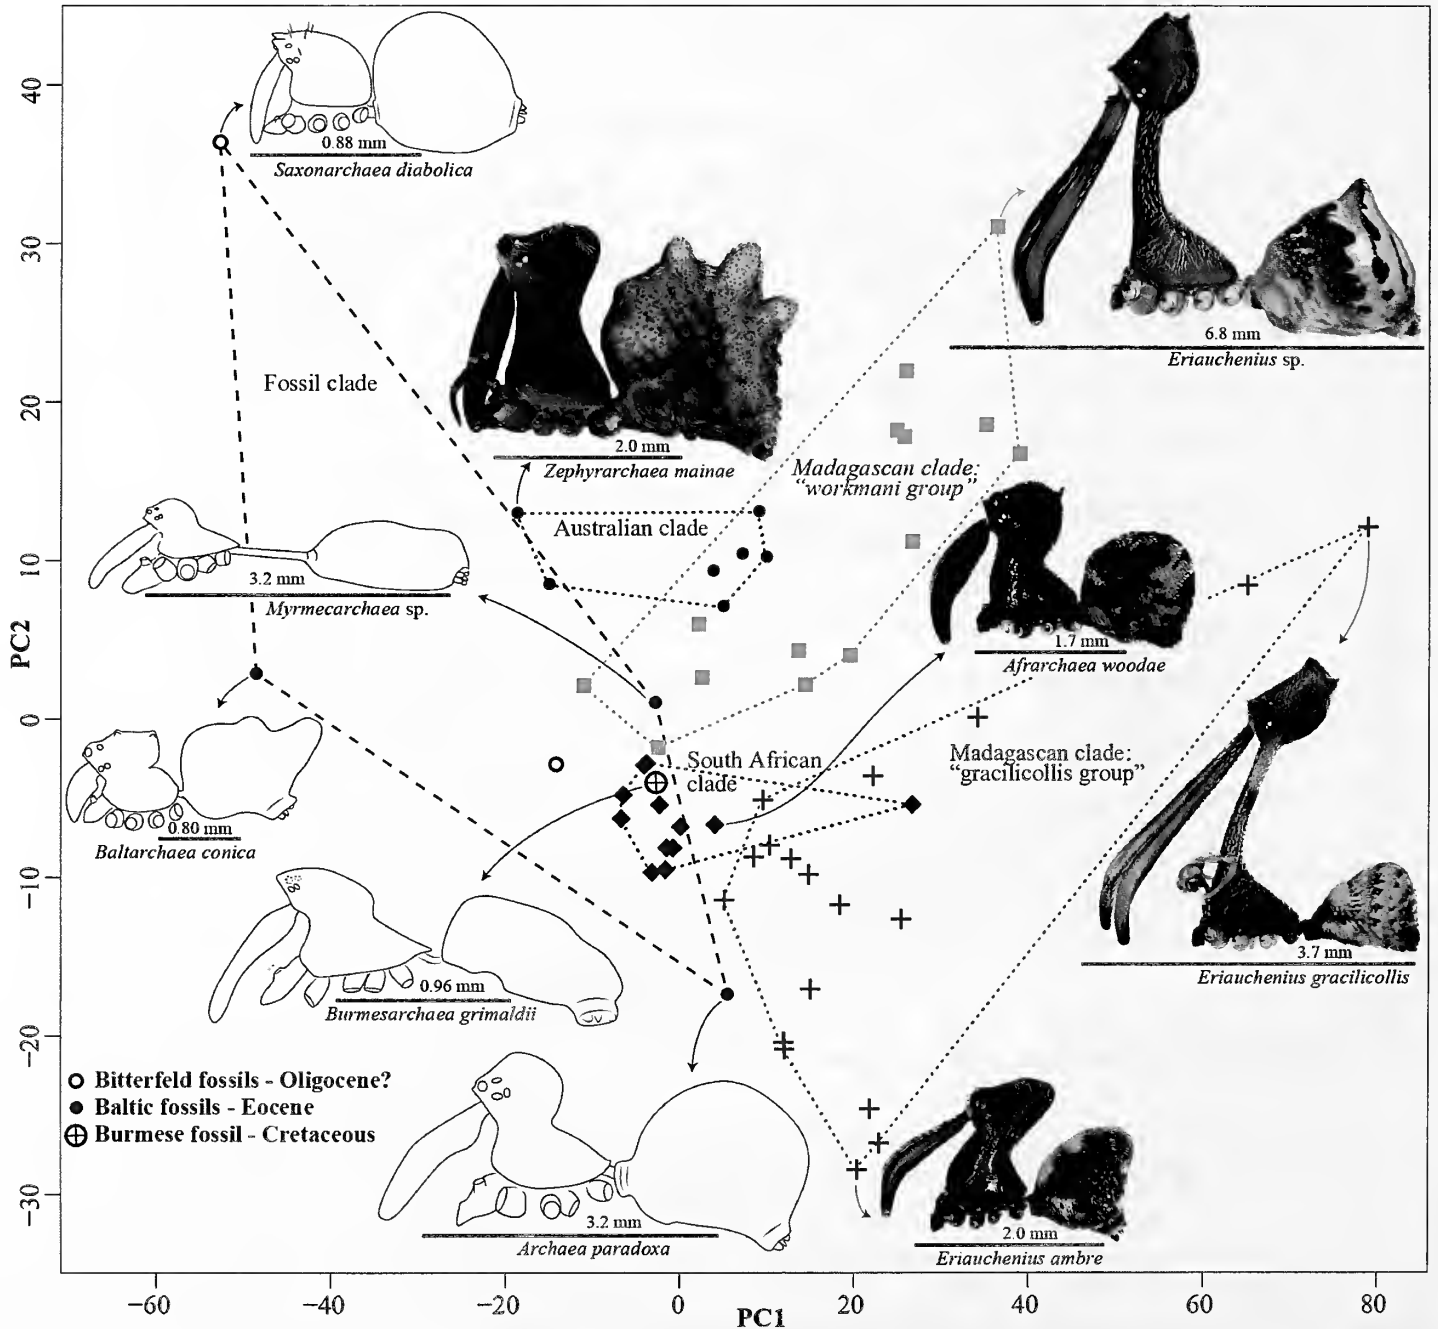 40
30
20
10
0
−10
−20
−30
PC2
0.88 mm
Saxonarchaea diabolica
6.8 mm
Eriauchenius sp.
Fossil clade
2.0 mm
Zephyrarchaea mainae
Madagascan clade:
"workmani group"
Australian clade
3.2 mm
Myrmecarchaea sp.
1.7 mm
Afrarchaea woodae
South African
clade
Madagascan clade:
"gracilicollis group"
0.80 mm
Baltarchaea conica
3.7 mm
Eriauchenius gracilicollis
0.96 mm
Burmesarchaea grimaldii
Bitterfeld fossils - Oligocene?
Baltic fossils - Eocene
Burmese fossil - Cretaceous
3.2 mm
Archaea paradoxa
2.0 mm
Eriauchenius ambre
−60
−40
−20
0
20
40
60
80
PC1